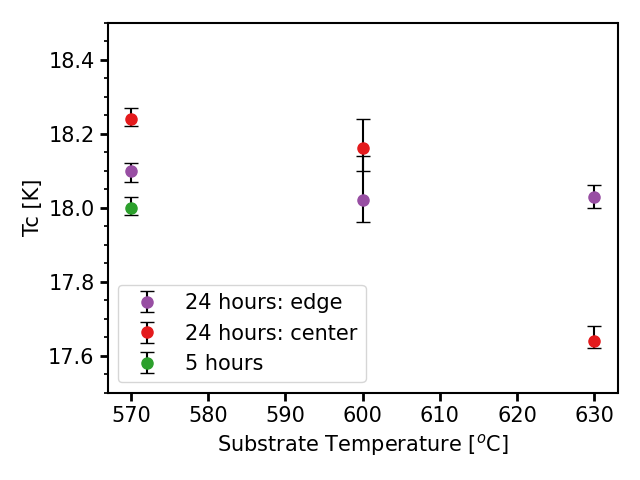 18.4
18.2
18.0
17.8
17.6
Tc [K]
24 hours: edge
24 hours: center
5 hours
570 580 590 600 610 620 630
Substrate Temperature [°C]